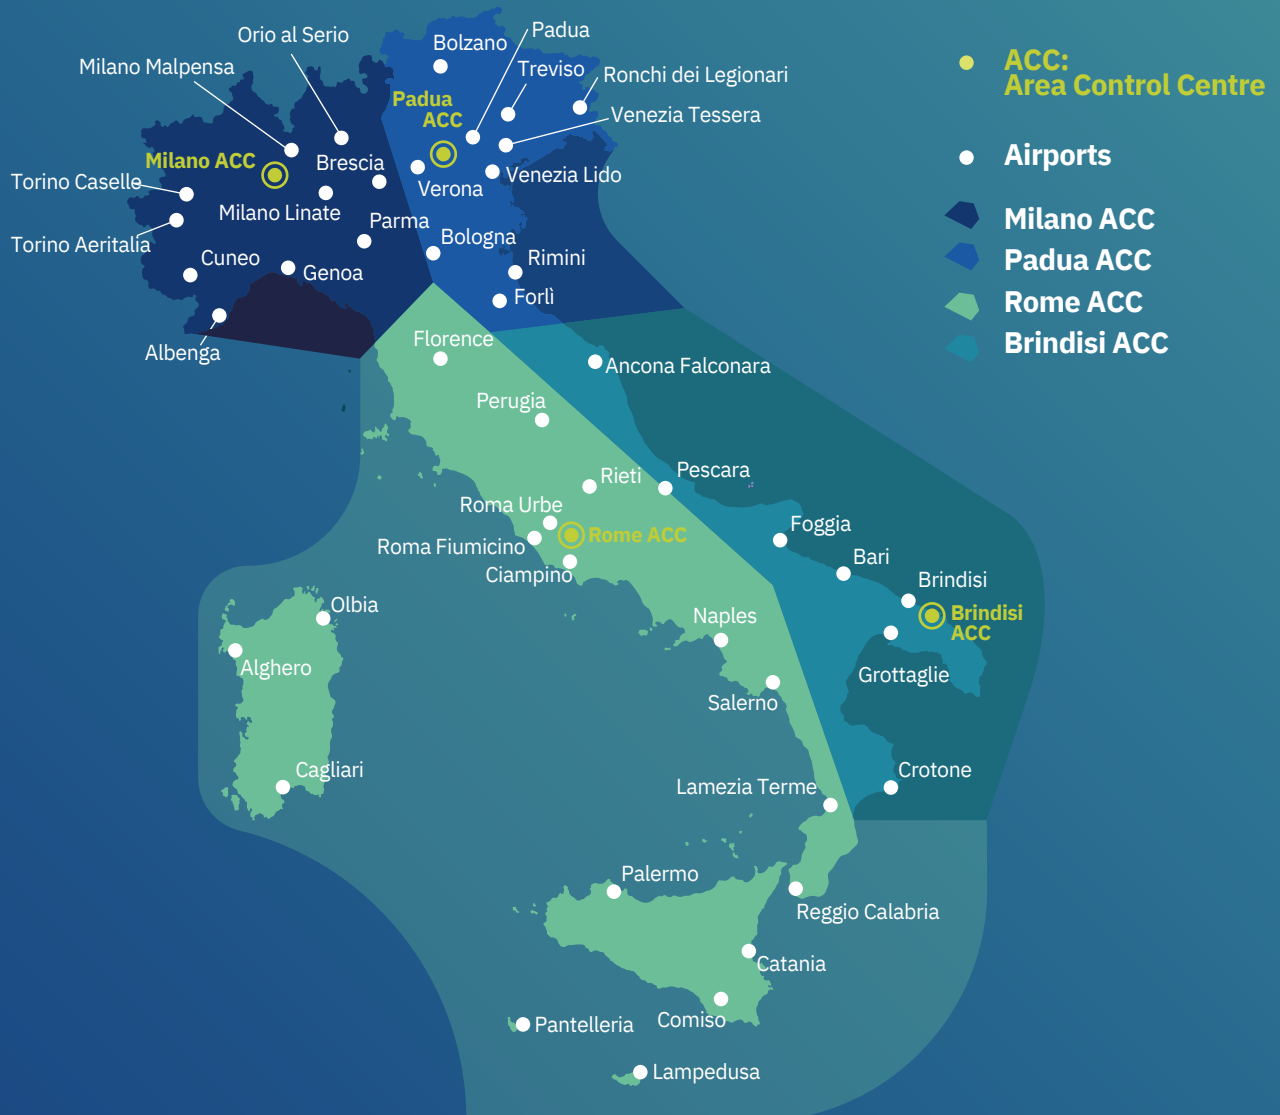 Orio al Serio
Milano Malpensa
Bolzano
Padua
Treviso
Ronchi dei Legionari
Venezia Tessera
Padua
ACC
Milano ACC
Brescia
Torino Caselle
Verona
Venezia Lido
Milano Linate
Parma
Torino Aeritalia
Bologna
Cuneo
Genoa
Rimini
Forlì
Albenga
Florence
Ancona Falconara
Perugia
Rieti
Pescara
Roma Urbe
Rome ACC
Roma Fiumicino
Ciampino
Foggia
Bari
Brindisi
Brindisi
ACC
Grottaglie
Olbia
Alghero
Naples
Salerno
Cagliari
Lamezia Terme
Crotone
Palermo
Reggio Calabria
Catania
Comiso
Pantelleria
Lampedusa
ACC:
Area Control Centre
Airports
Milano ACC
Padua ACC
Rome ACC
Brindisi ACC